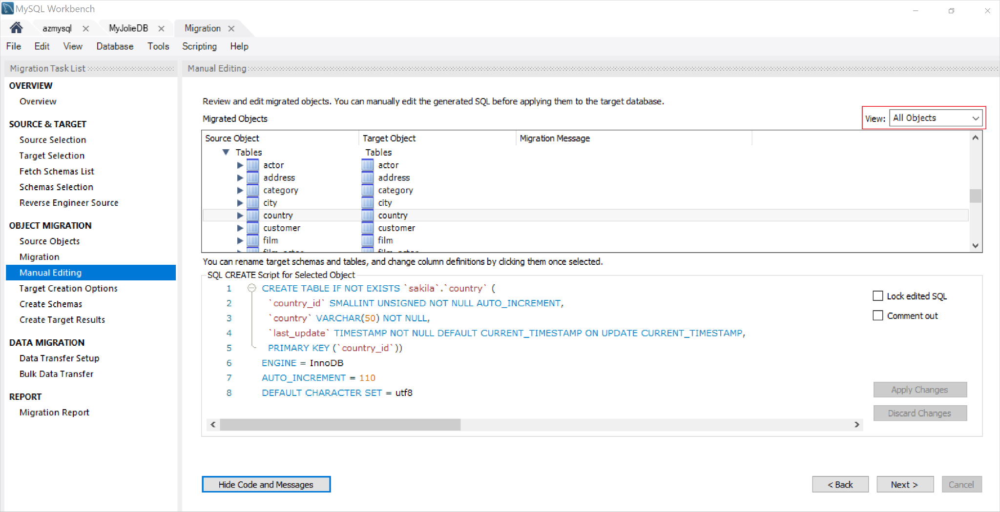 MySQL Workbench
azmysql
MyJolieDB
Migration
File Edit View Database Tools Scripting Help
Migration Task List
OVERVIEW
Overview
SOURCE & TARGET
Source Selection
Target Selection
Fetch Schemas List
Schemas Selection
Reverse Engineer Source
OBJECT MIGRATION
Source Objects
Migration
Manual Editing
Target Creation Options
Create Schemas
Create Target Results
DATA MIGRATION
Data Transfer Setup
Bulk Data Transfer
REPORT
Migration Report
Manual Editing
Review and edit migrated objects. You can manually edit the generated SQL before applying them to the target database.
Migrated Objects
View: All Objects
Source Object Target Object Migration Message
Tables Tables
actor actor
address address
category category
city city
country country
customer customer
film film
film_actor film_actor
You can rename target schemas and tables, and change column definitions by clicking them once selected.
SQL CREATE Script for Selected Object
1 CREATE TABLE IF NOT EXISTS `sakila`.`country` (
2 `country_id` SMALLINT UNSIGNED NOT NULL AUTO_INCREMENT,
3 `country` VARCHAR(50) NOT NULL,
4 `last_update` TIMESTAMP NOT NULL DEFAULT CURRENT_TIMESTAMP ON UPDATE CURRENT_TIMESTAMP,
5 PRIMARY KEY (`country_id`))
6 ENGINE = InnoDB
7 AUTO_INCREMENT = 110
8 DEFAULT CHARACTER SET = utf8
Lock edited SQL
Comment out
Apply Changes
Discard Changes
Hide Code and Messages
< Back
Next >
Cancel